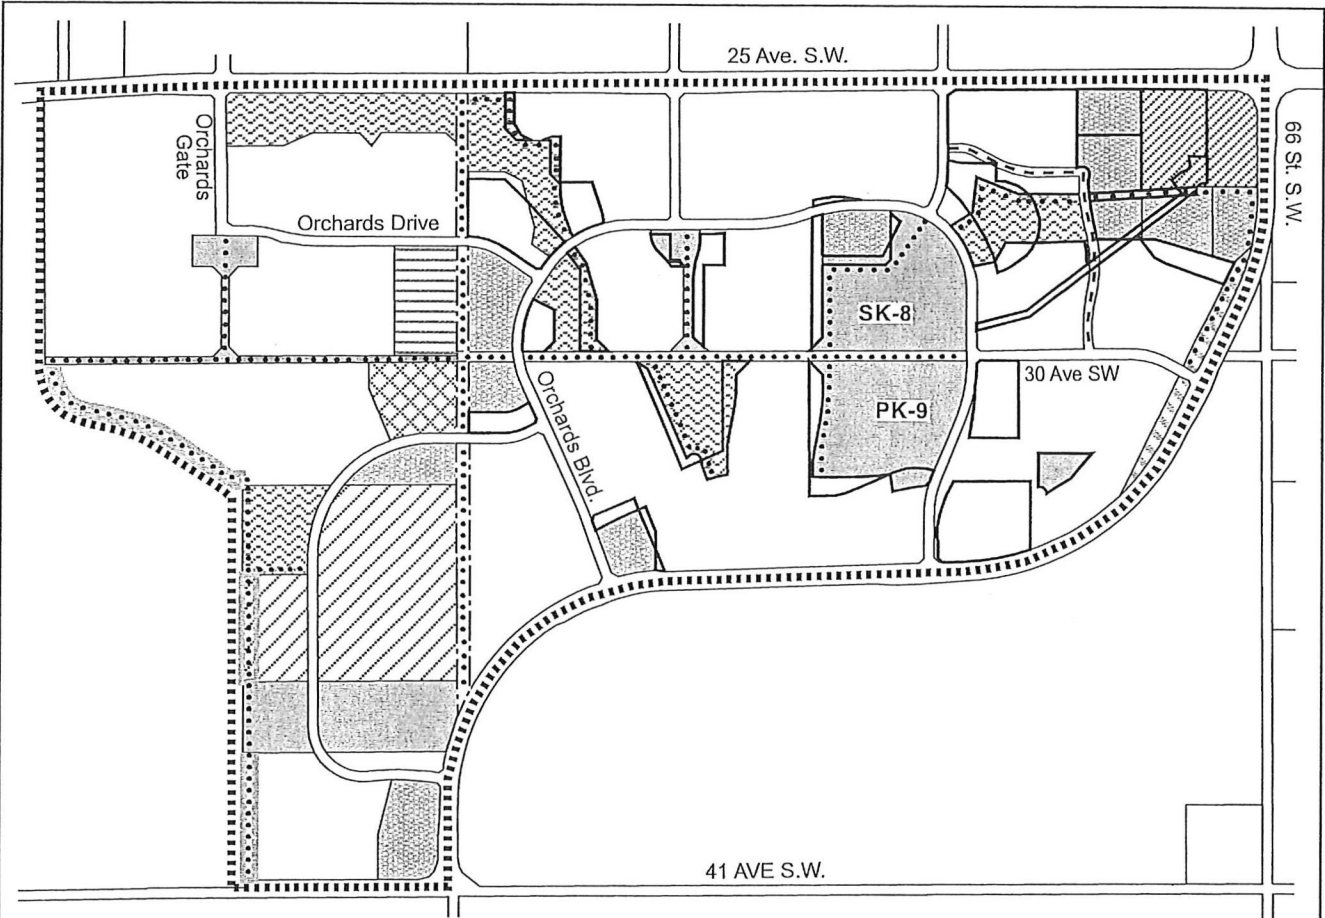 25 Ave. S.W.
Orchards
Gate
66 St. S.W.
Orchards Drive
SK-8
30 Ave SW
PK-9
Orchards Blvd.
41 AVE S.W.